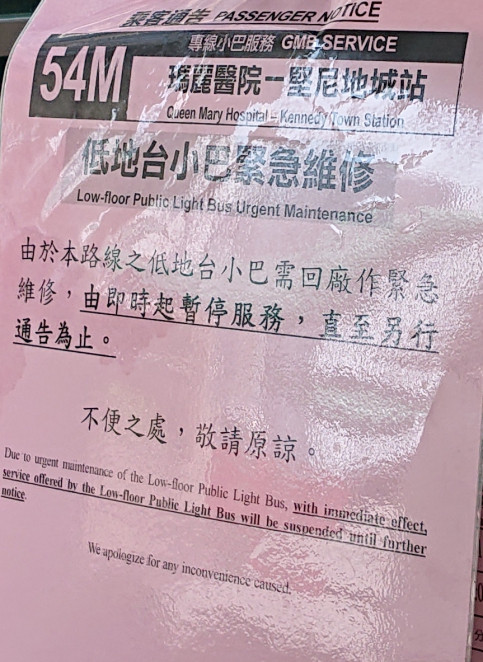 乘客通告 PASSENGER NOTICE
專線小巴服務 GMB SERVICE
54M
瑪麗醫院－堅尼地城站
Queen Mary Hospital – Kennedy Town Station
低地台小巴緊急維修
Low-floor Public Light Bus Urgent Maintenance
由於本路線之低地台小巴需回廠作緊急
維修，由即時起暫停服務，直至另行
通告為止。
不便之處，敬請原諒。
Due to urgent maintenance of the Low-floor Public Light Bus, with immediate effect,
service offered by the Low-floor Public Light Bus will be suspended until further
notice.
We apologize for any inconvenience caused.